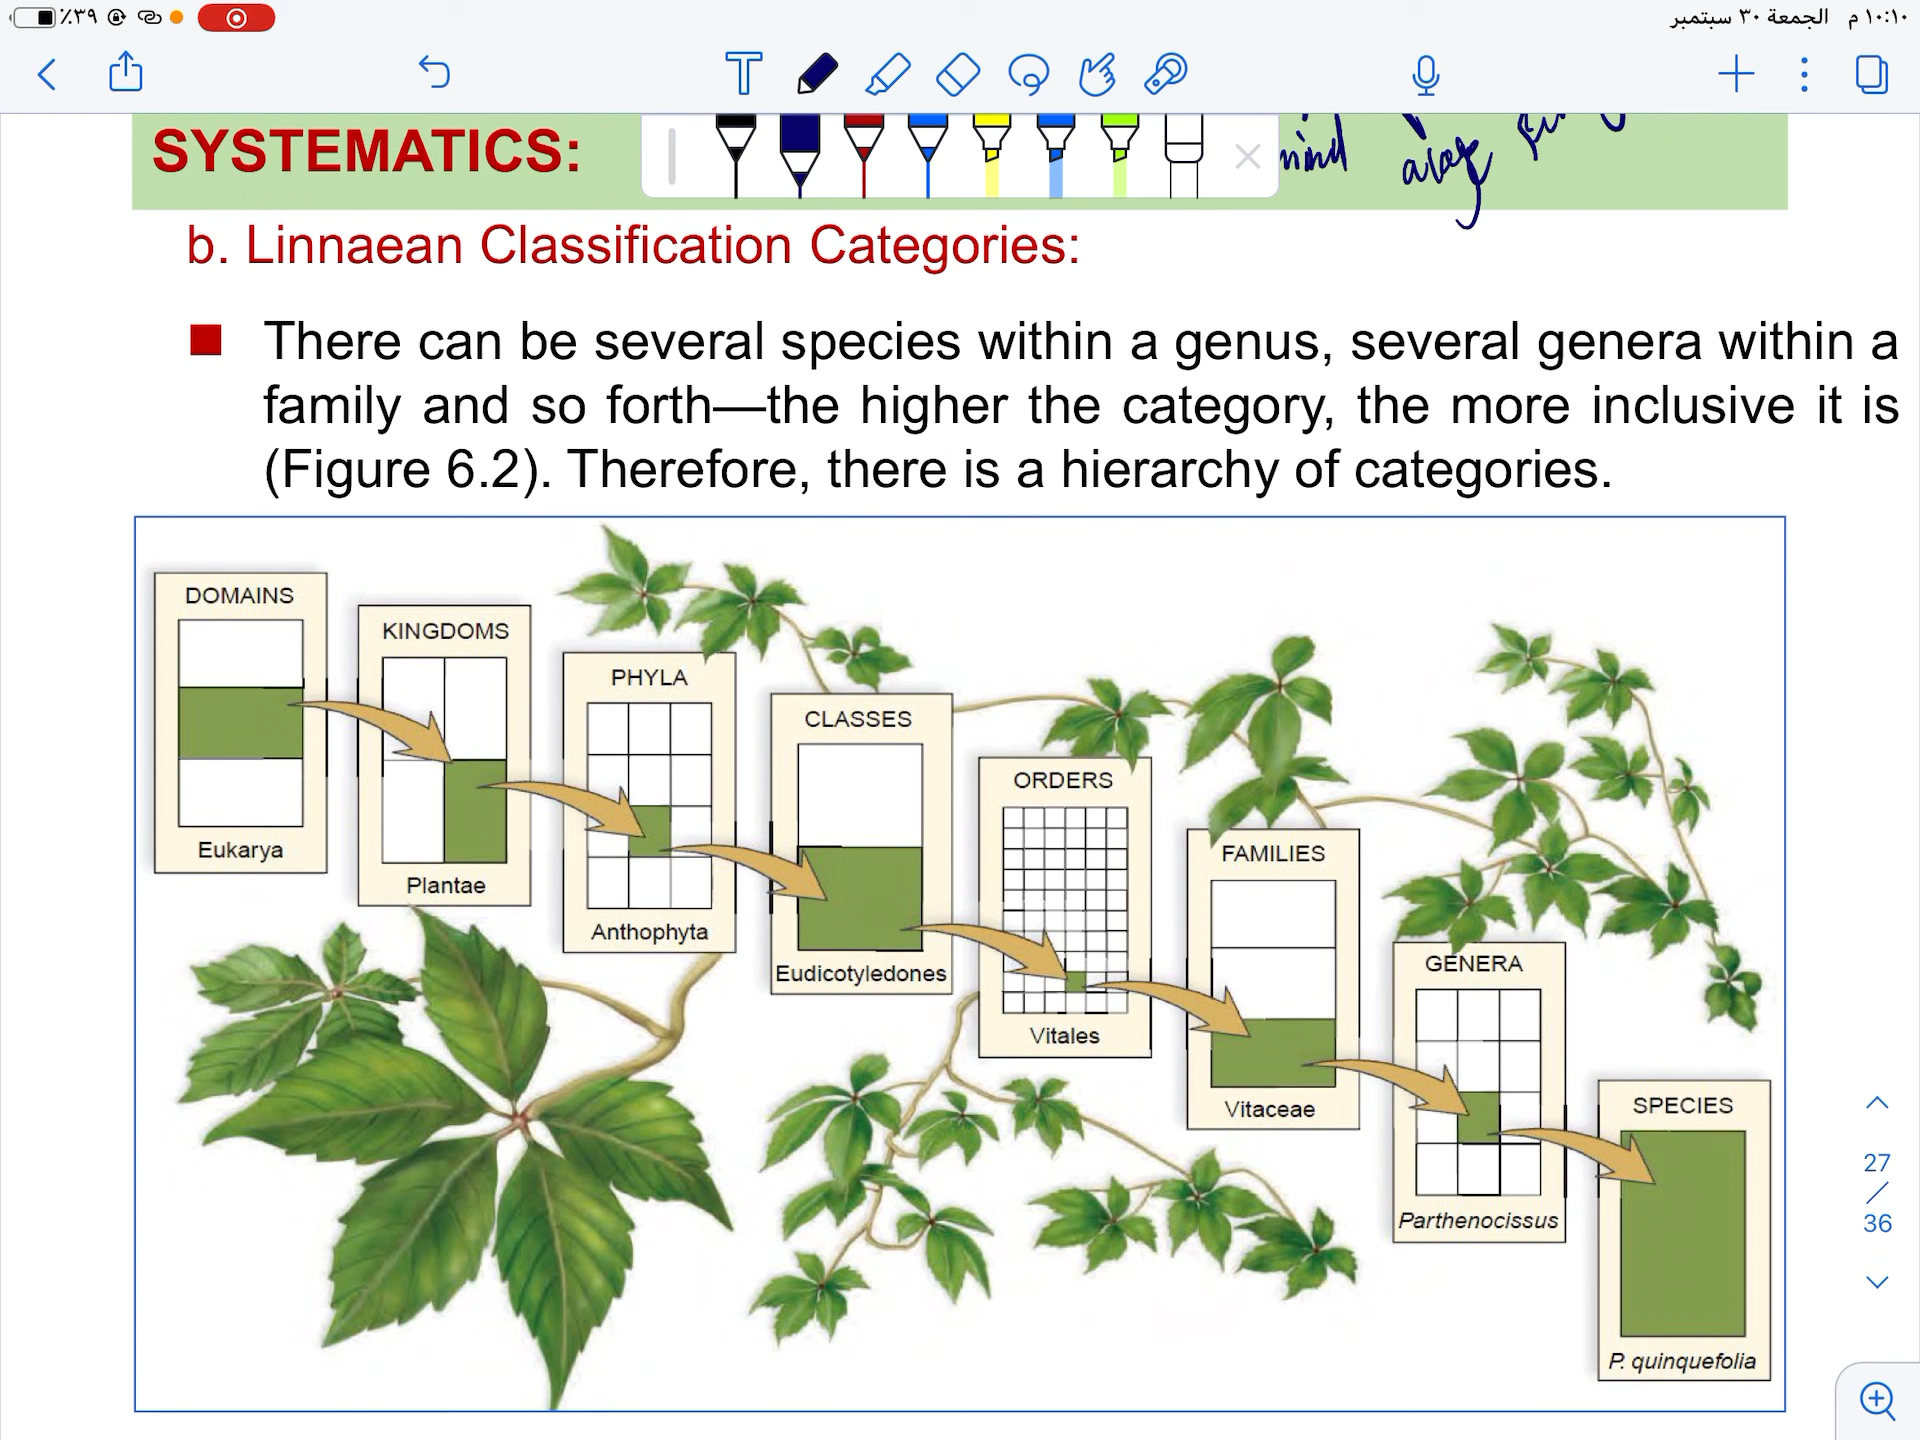 ٪٣٩
١٠:١٠ م الجمعة ٣٠ سبتمبر
SYSTEMATICS:
mind
b. Linnaean Classification Categories:
There can be several species within a genus, several genera within a
family and so forth—the higher the category, the more inclusive it is
(Figure 6.2). Therefore, there is a hierarchy of categories.
DOMAINS
Eukarya
KINGDOMS
Plantae
PHYLA
Anthophyta
CLASSES
Eudicotyledones
ORDERS
Vitales
FAMILIES
Vitaceae
GENERA
Parthenocissus
SPECIES
P. quinquefolia
27
/
36